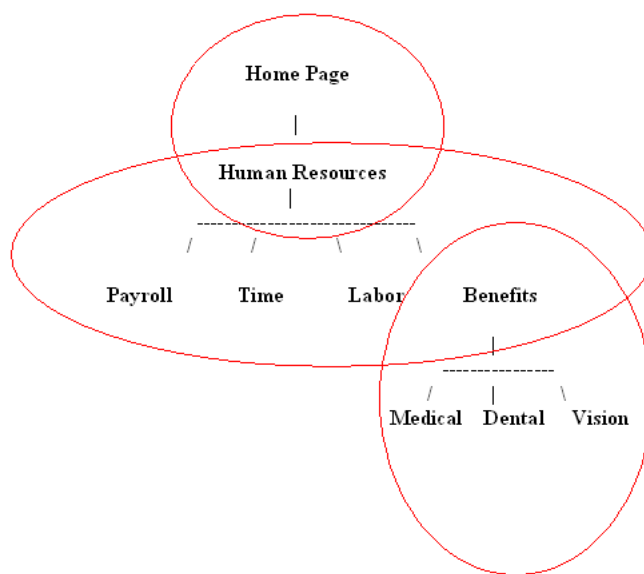 Home Page
Human Resources
Payroll Time Labor Benefits
Medical Dental Vision